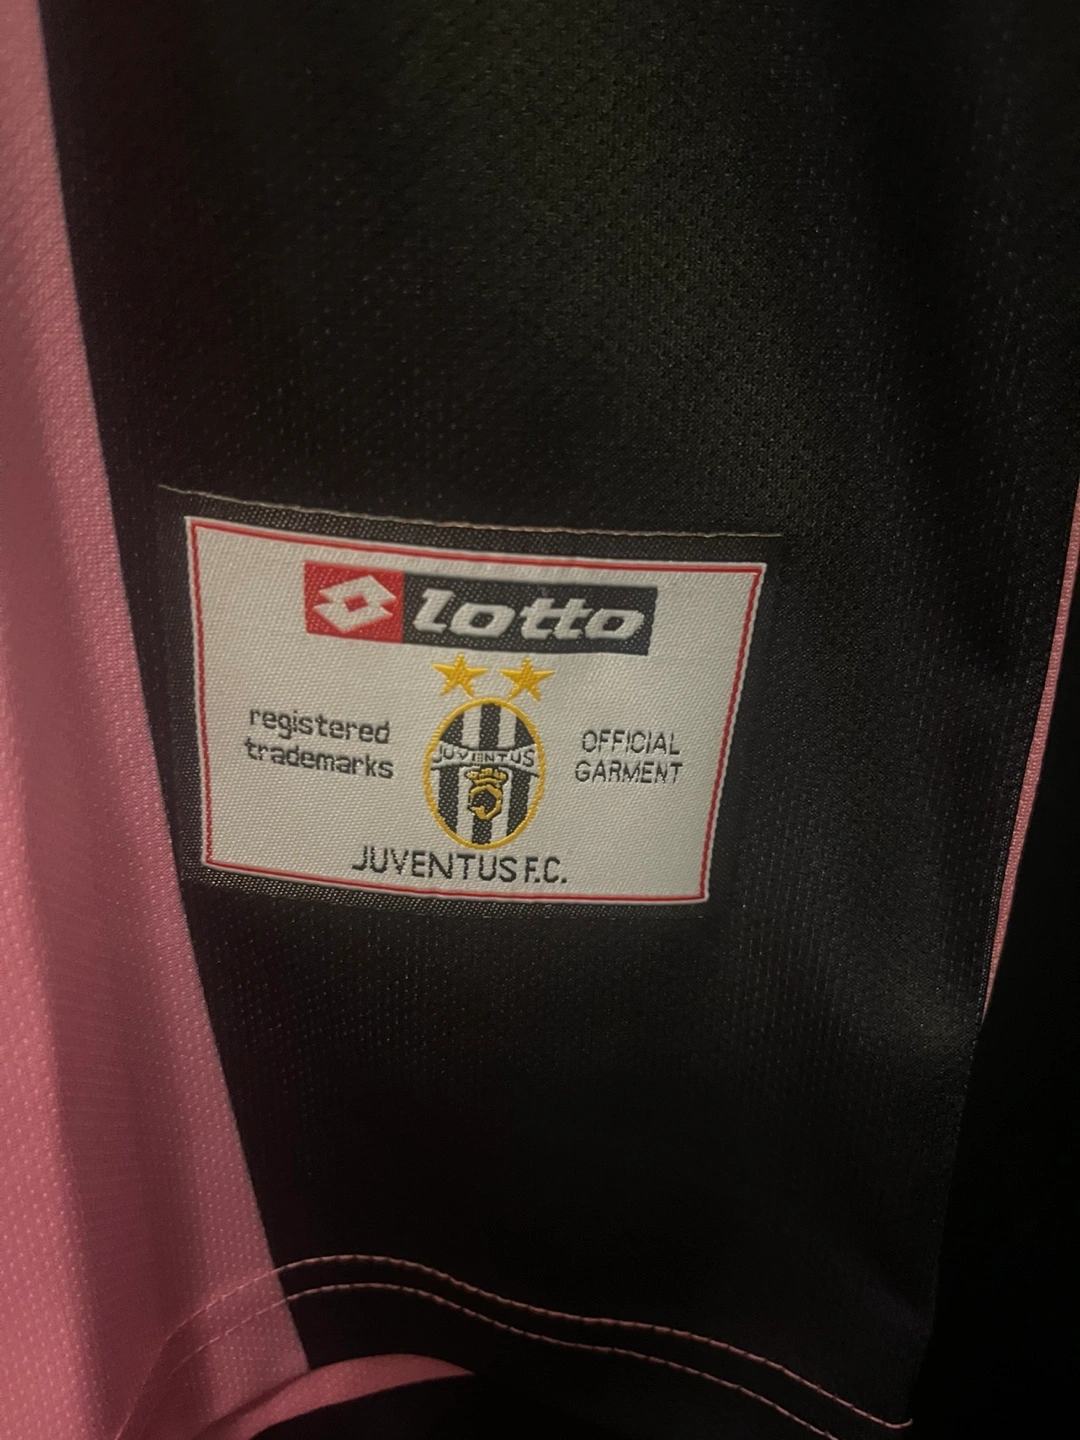 lotto
registered
trademarks
JUVENTUS
OFFICIAL
GARMENT
JUVENTUS F.C.